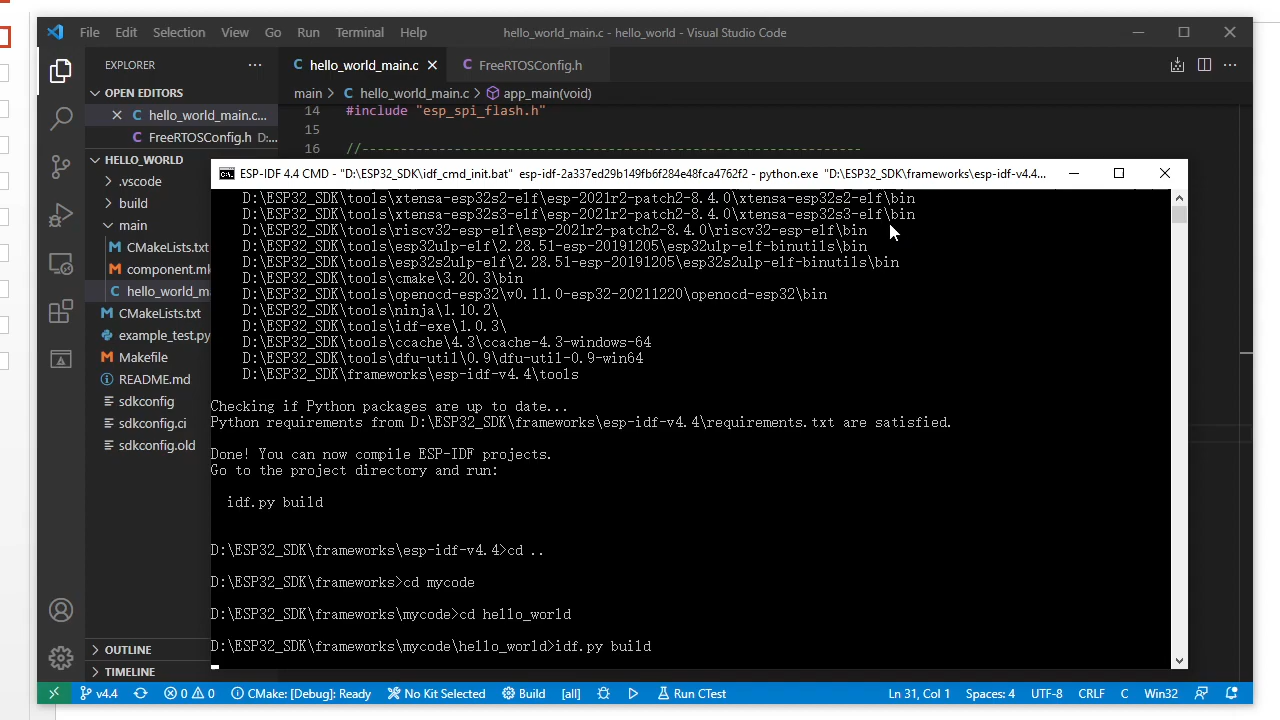 File Edit Selection View Go Run Terminal Help
hello_world_main.c - hello_world - Visual Studio Code
EXPLORER
OPEN EDITORS
C hello_world_main.c...
C FreeRTOSConfig.h D:...
HELLO_WORLD
.vscode
build
main
CMakeLists.txt
component.mk
C hello_world_ma
CMakeLists.txt
example_test.py
Makefile
README.md
sdkconfig
sdkconfig.ci
sdkconfig.old
OUTLINE
TIMELINE
C hello_world_main.c
C FreeRTOSConfig.h
main > C hello_world_main.c > app_main(void)
14 #include "esp_spi_flash.h"
15
16 //-----------------------------------------------------------------
ESP-IDF 4.4 CMD - "D:\ESP32_SDK\idf_cmd_init.bat" esp-idf-2a337ed29b149fb6f284e48fca4762f2 - python.exe "D:\ESP32_SDK\frameworks\esp-idf-v4.4...
D:\ESP32_SDK\tools\xtensa-esp32s2-elf\esp-2021r2-patch2-8.4.0\xtensa-esp32s2-elf\bin
D:\ESP32_SDK\tools\xtensa-esp32s3-elf\esp-2021r2-patch2-8.4.0\xtensa-esp32s3-elf\bin
D:\ESP32_SDK\tools\riscv32-esp-elf\esp-2021r2-patch2-8.4.0\riscv32-esp-elf\bin
D:\ESP32_SDK\tools\esp32ulp-elf\2.28.51-esp-20191205\esp32ulp-elf-binutils\bin
D:\ESP32_SDK\tools\esp32s2ulp-elf\2.28.51-esp-20191205\esp32s2ulp-elf-binutils\bin
D:\ESP32_SDK\tools\cmake\3.20.3\bin
D:\ESP32_SDK\tools\openocd-esp32\v0.11.0-esp32-20211220\openocd-esp32\bin
D:\ESP32_SDK\tools\ninja\1.10.2\
D:\ESP32_SDK\tools\idf-exe\1.0.3\
D:\ESP32_SDK\tools\ccache\4.3\ccache-4.3-windows-64
D:\ESP32_SDK\tools\dfu-util\0.9\dfu-util-0.9-win64
D:\ESP32_SDK\frameworks\esp-idf-v4.4\tools
Checking if Python packages are up to date...
Python requirements from D:\ESP32_SDK\frameworks\esp-idf-v4.4\requirements.txt are satisfied.
Done! You can now compile ESP-IDF projects.
Go to the project directory and run:
idf.py build
D:\ESP32_SDK\frameworks\esp-idf-v4.4>cd ..
D:\ESP32_SDK\frameworks>cd mycode
D:\ESP32_SDK\frameworks\mycode>cd hello_world
D:\ESP32_SDK\frameworks\mycode\hello_world>idf.py build
v4.4 0 0 CMake: [Debug]: Ready No Kit Selected Build [all] Run CTest Ln 31, Col 1 Spaces: 4 UTF-8 CRLF C Win32